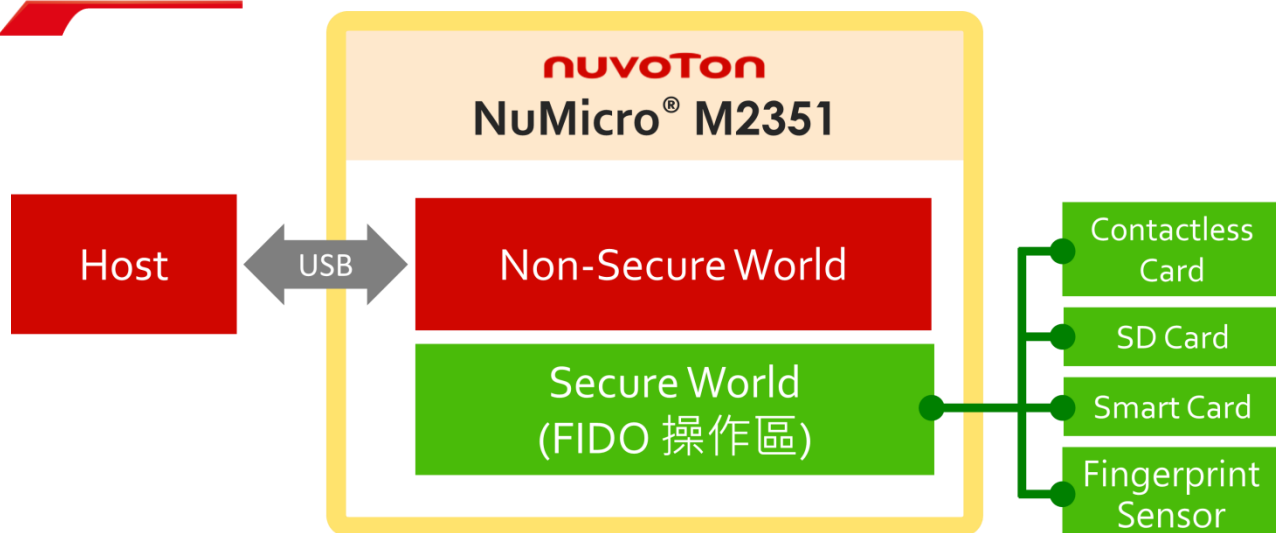 nuvoTon
NuMicro® M2351
Host
USB
Non-Secure World
Secure World
(FIDO 操作區)
Contactless
Card
SD Card
Smart Card
Fingerprint
Sensor